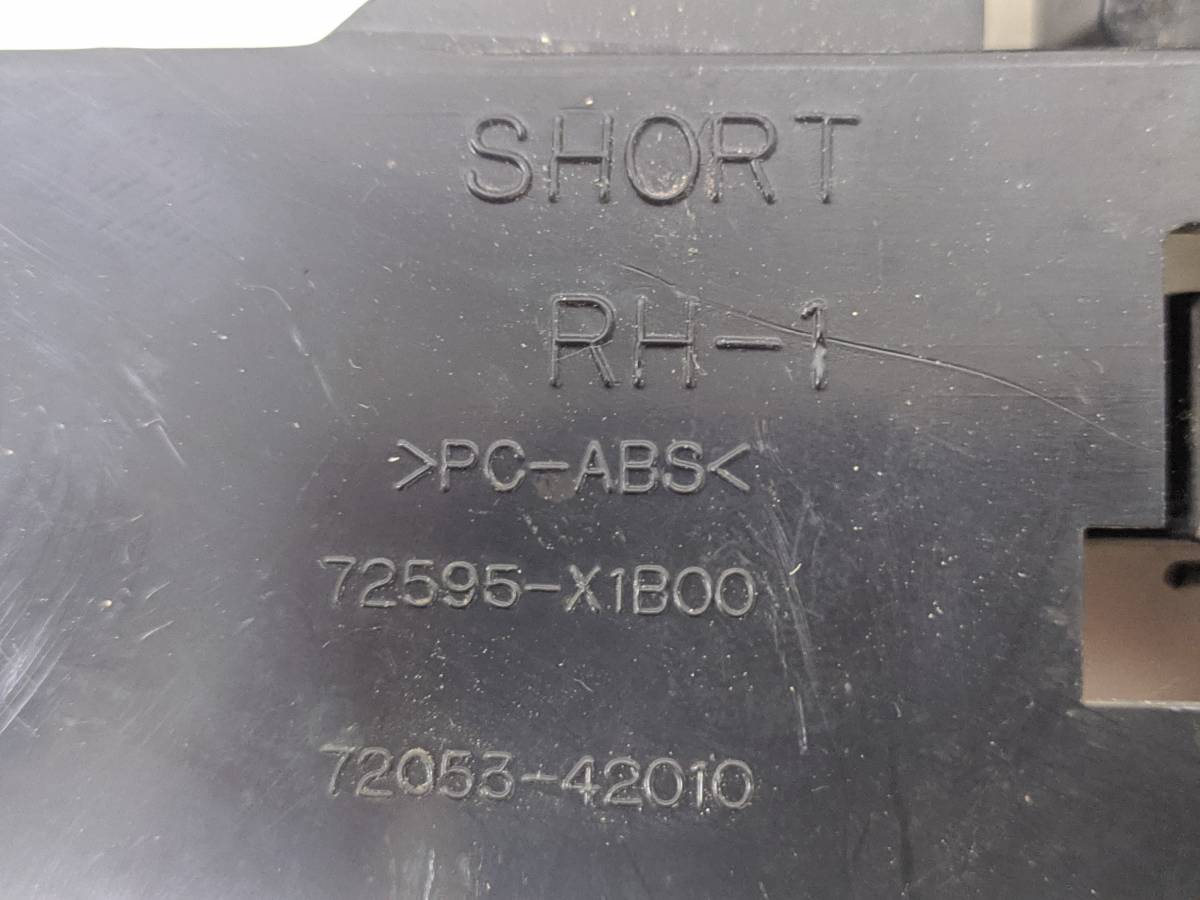 SHORT
RH-1
>PC-ABS<
72595-X1B00
72053-42010